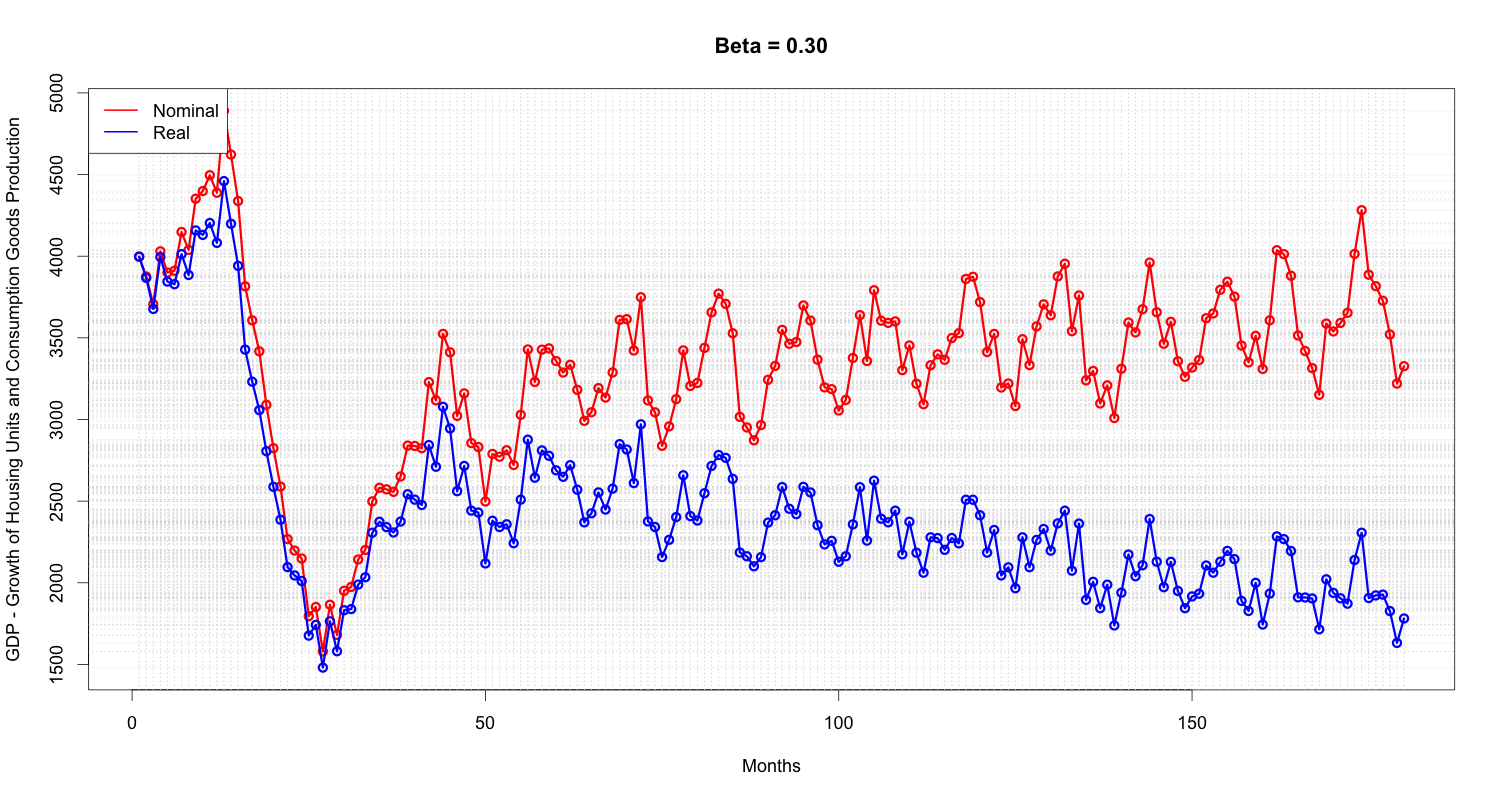 Beta = 0.30
GDP - Growth of Housing Units and Consumption Goods Production
5000
4500
4000
3500
3000
2500
2000
1500
Nominal
Real
0 50 100 150
Months